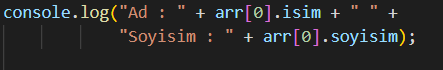 console.log("Ad : " + arr[0].isim + " " +
"Soyisim : " + arr[0].soyisim);